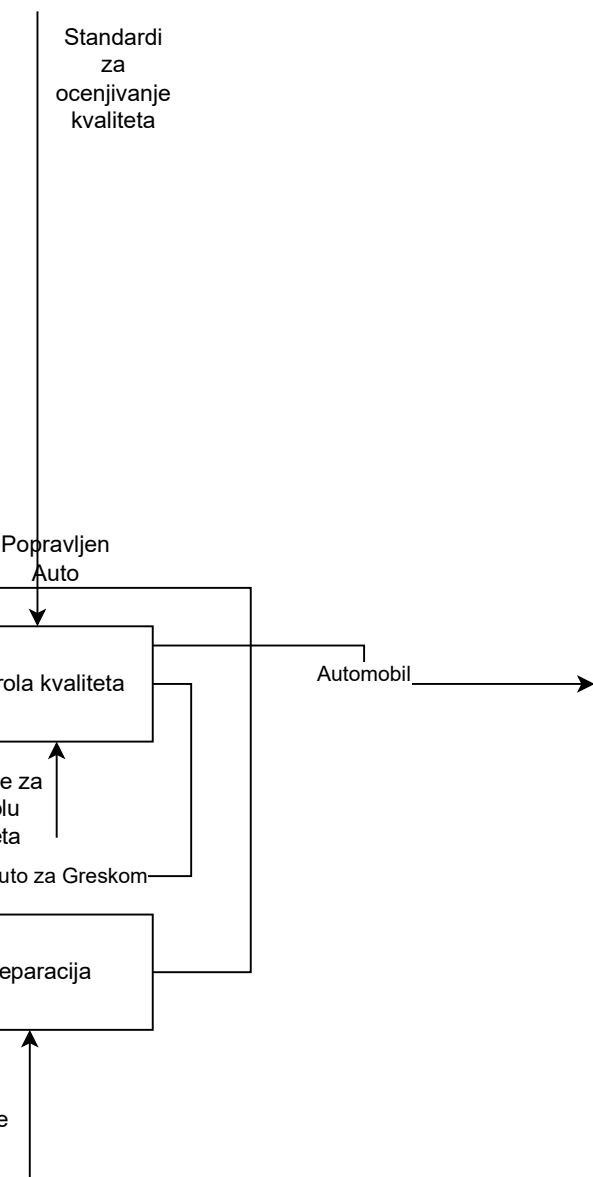 Standardi
za
ocenjivanje
kvaliteta
Popravljen
Auto
rola kvaliteta
Automobil
e za
olu
eta
uto za Greskom
eparacija
e